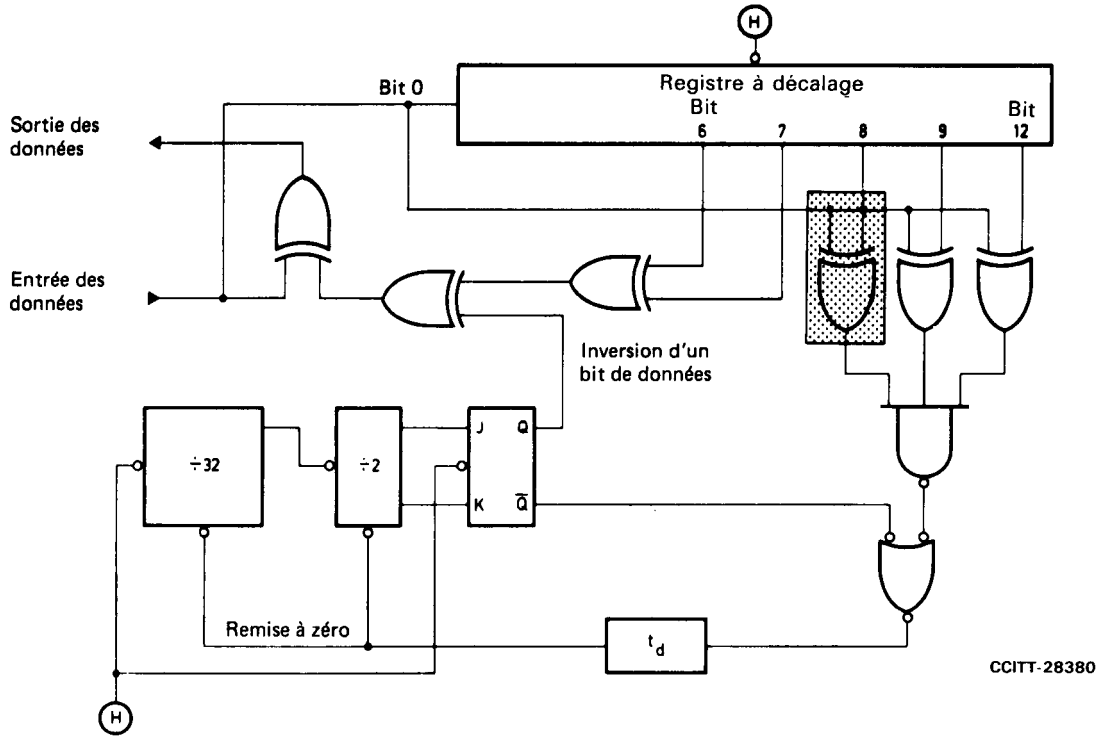 H
Registre à décalage
Bit 0
Bit
Bit
6
7
8
9
12
Sortie des
données
Entrée des
données
Inversion d'un
bit de données
÷32
÷2
J
Q
K
Q̅
Remise à zéro
t_d
CCITT-28380
H